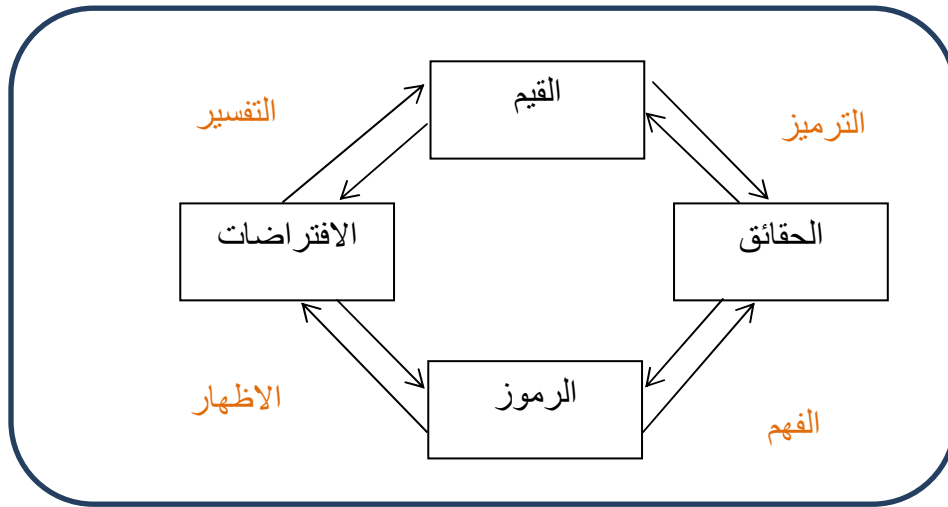 القيم
التفسير
الترميز
الافتراضات
الحقائق
الرموز
الاظهار
الفهم